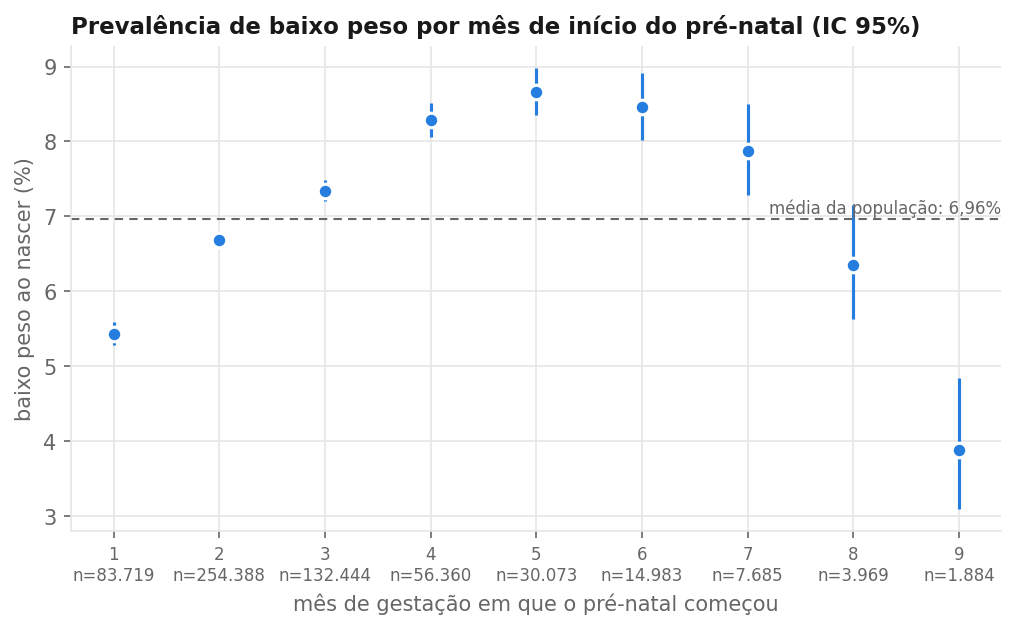 Prevalência de baixo peso por mês de início do pré-natal (IC 95%)
baixo peso ao nascer (%)
9
8
7
6
5
4
3
média da população: 6,96%
1 2 3 4 5 6 7 8 9
n=83.719 n=254.388 n=132.444 n=56.360 n=30.073 n=14.983 n=7.685 n=3.969 n=1.884
mês de gestação em que o pré-natal começou